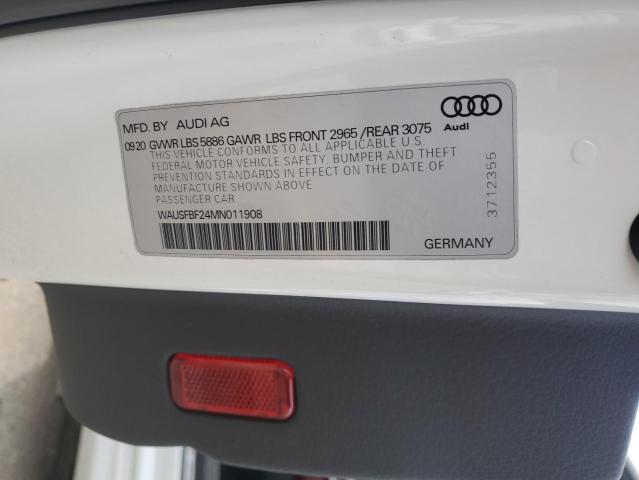 MFD. BY AUDI AG
09 20 GVWR LBS 5886 GAWR LBS FRONT 2965 /REAR 3075
THIS VEHICLE CONFORMS TO ALL APPLICABLE U.S.
FEDERAL MOTOR VEHICLE SAFETY, BUMPER AND THEFT
PREVENTION STANDARDS IN EFFECT ON THE DATE OF
MANUFACTURE SHOWN ABOVE
PASSENGER CAR
WAUSFBF24MN011908
GERMANY
Audi
3712355